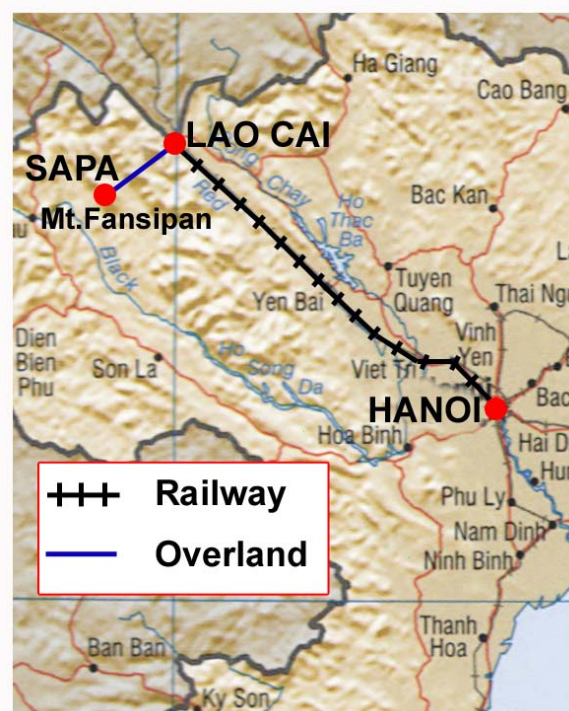 Ha Giang
Cao Bang
LAO CAI
SAPA
Mt.Fansipan
Red
Chay
Ho
Thac
Ba
Bac Kan
Black
Yen Bai
Tuyen
Quang
Thai Ng
Vinh
Yen
Dien
Bien
Phu
Son La
Ho
Song
Da
Viet Tri
HANOI
Bac
Hoa Binh
Hai D
Railway
Overland
Phu Ly
Nam Dinh
Ninh Binh
Thanh
Hoa
Ban Ban
Ky Son